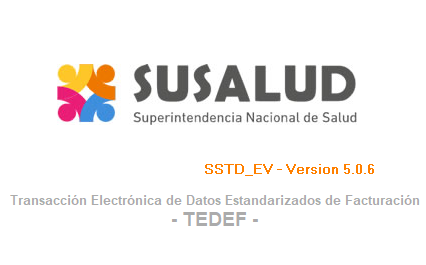 SUSALUD
Superintendencia Nacional de Salud
SSTD_EV - Version 5.0.6
Transacción Electrónica de Datos Estandarizados de Facturación
- TEDEF -